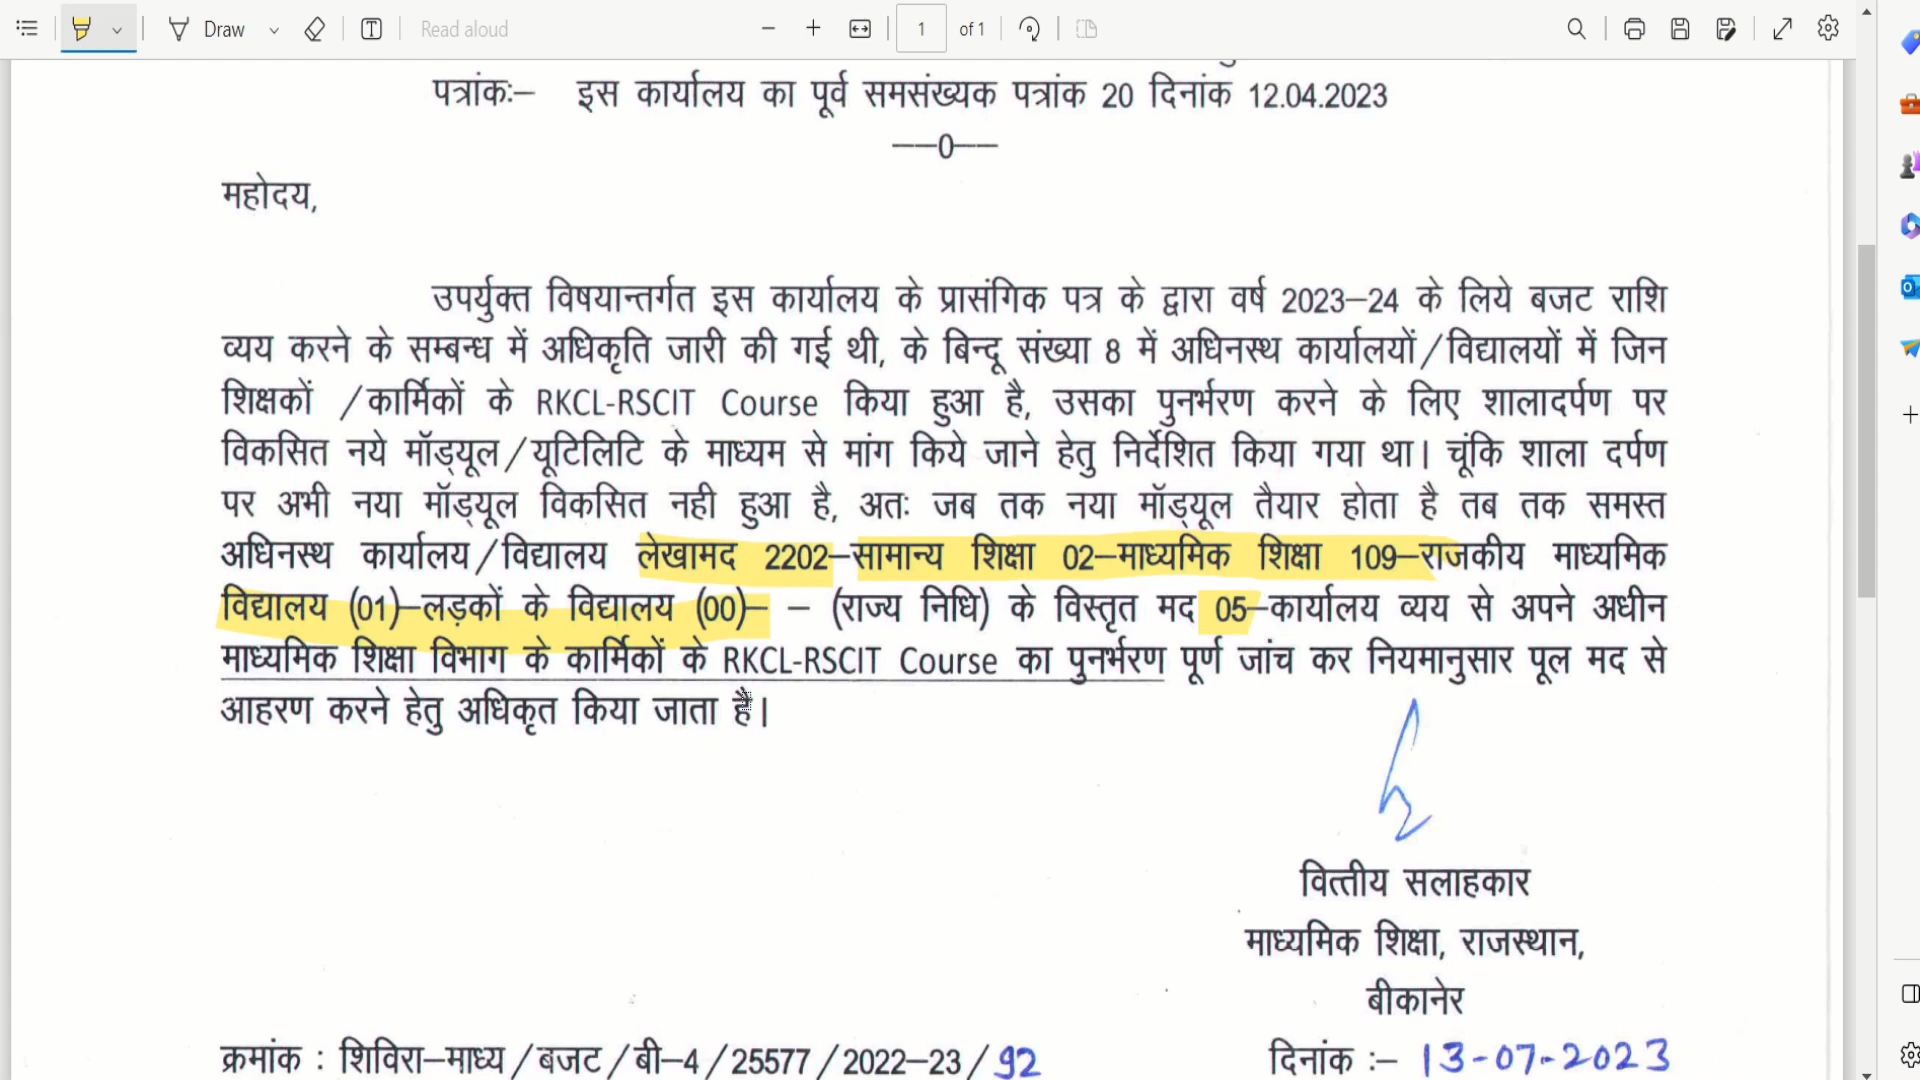 Draw
Read aloud
1 of 1
पत्रांकः– इस कार्यालय का पूर्व समसंख्यक पत्रांक 20 दिनांक 12.04.2023
——0——
महोदय,
उपर्युक्त विषयान्तर्गत इस कार्यालय के प्रासंगिक पत्र के द्वारा वर्ष 2023–24 के लिये बजट राशि
व्यय करने के सम्बन्ध में अधिकृति जारी की गई थी, के बिन्दू संख्या 8 में अधिनस्थ कार्यालयों/विद्यालयों में जिन
शिक्षकों /कार्मिकों के RKCL-RSCIT Course किया हुआ है, उसका पुनर्भरण करने के लिए शालादर्पण पर
विकसित नये मॉड्यूल/यूटिलिटि के माध्यम से मांग किये जाने हेतु निर्देशित किया गया था। चूंकि शाला दर्पण
पर अभी नया मॉड्यूल विकसित नही हुआ है, अतः जब तक नया मॉड्यूल तैयार होता है तब तक समस्त
अधिनस्थ कार्यालय/विद्यालय लेखामद 2202–सामान्य शिक्षा 02–माध्यमिक शिक्षा 109–राजकीय माध्यमिक
विद्यालय (01)–लड़कों के विद्यालय (00)– – (राज्य निधि) के विस्तृत मद 05–कार्यालय व्यय से अपने अधीन
माध्यमिक शिक्षा विभाग के कार्मिकों के RKCL-RSCIT Course का पुनर्भरण पूर्ण जांच कर नियमानुसार पूल मद से
आहरण करने हेतु अधिकृत किया जाता है।
वित्तीय सलाहकार
माध्यमिक शिक्षा, राजस्थान,
बीकानेर
क्रमांक : शिविरा–माध्य/बजट/बी–4/25577/2022–23/92 दिनांक :– 13-07-2023